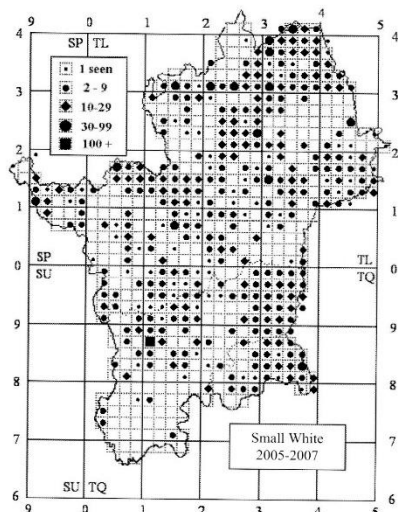 9 0 1 2 3 4 5
4 SP TL 4
1 seen
2 - 9
10-29
30-99
100 +
3 3
2 2
1 1
SP TL
0 0
SU TQ
9 9
8 8
7 7
Small White
2005-2007
6 SU TQ 6
9 0 1 2 3 4 5